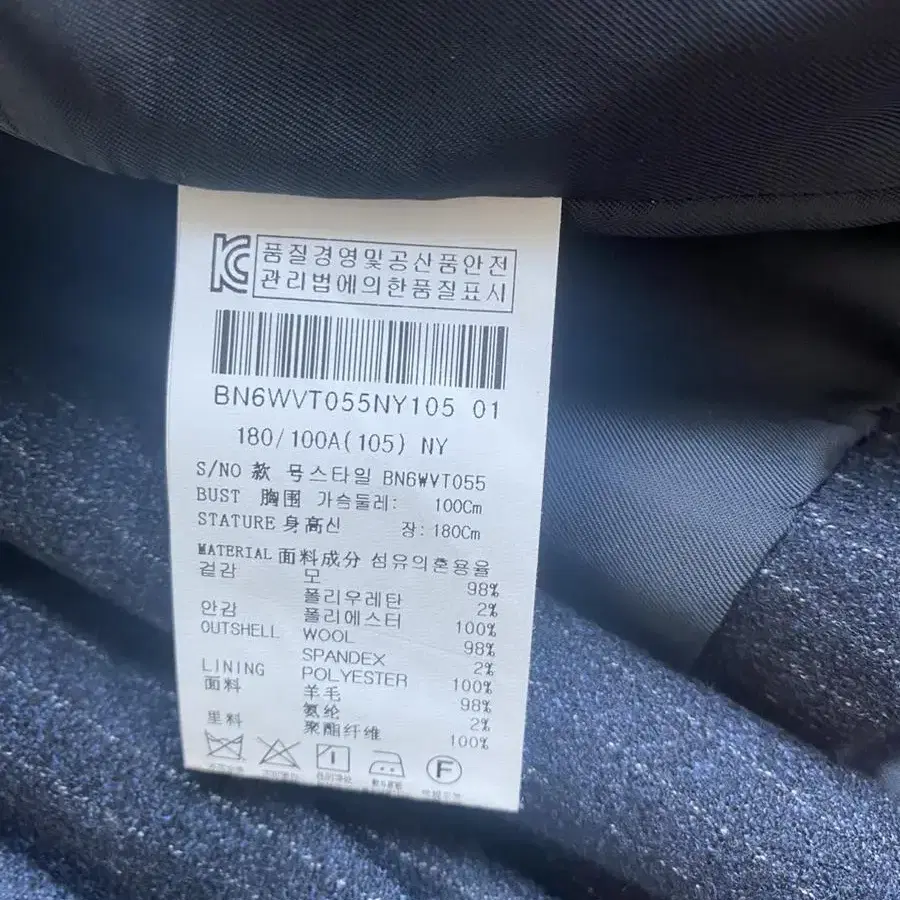 KC 품질경영및공산품안전
관리법에의한품질표시
BN6WVT055NY105 01
180/100A(105) NY
S/NO 款 号스타일 BN6WVT055
BUST 胸围 가슴둘레: 100Cm
STATURE 身高신 장: 180Cm
MATERIAL 面料成分 섬유의혼용율
겉감 모 98%
폴리우레탄 2%
안감 폴리에스터 100%
OUTSHELL WOOL 98%
SPANDEX 2%
LINING POLYESTER 100%
面料 羊毛 98%
氨纶 2%
里料 聚酯纤维 100%
F